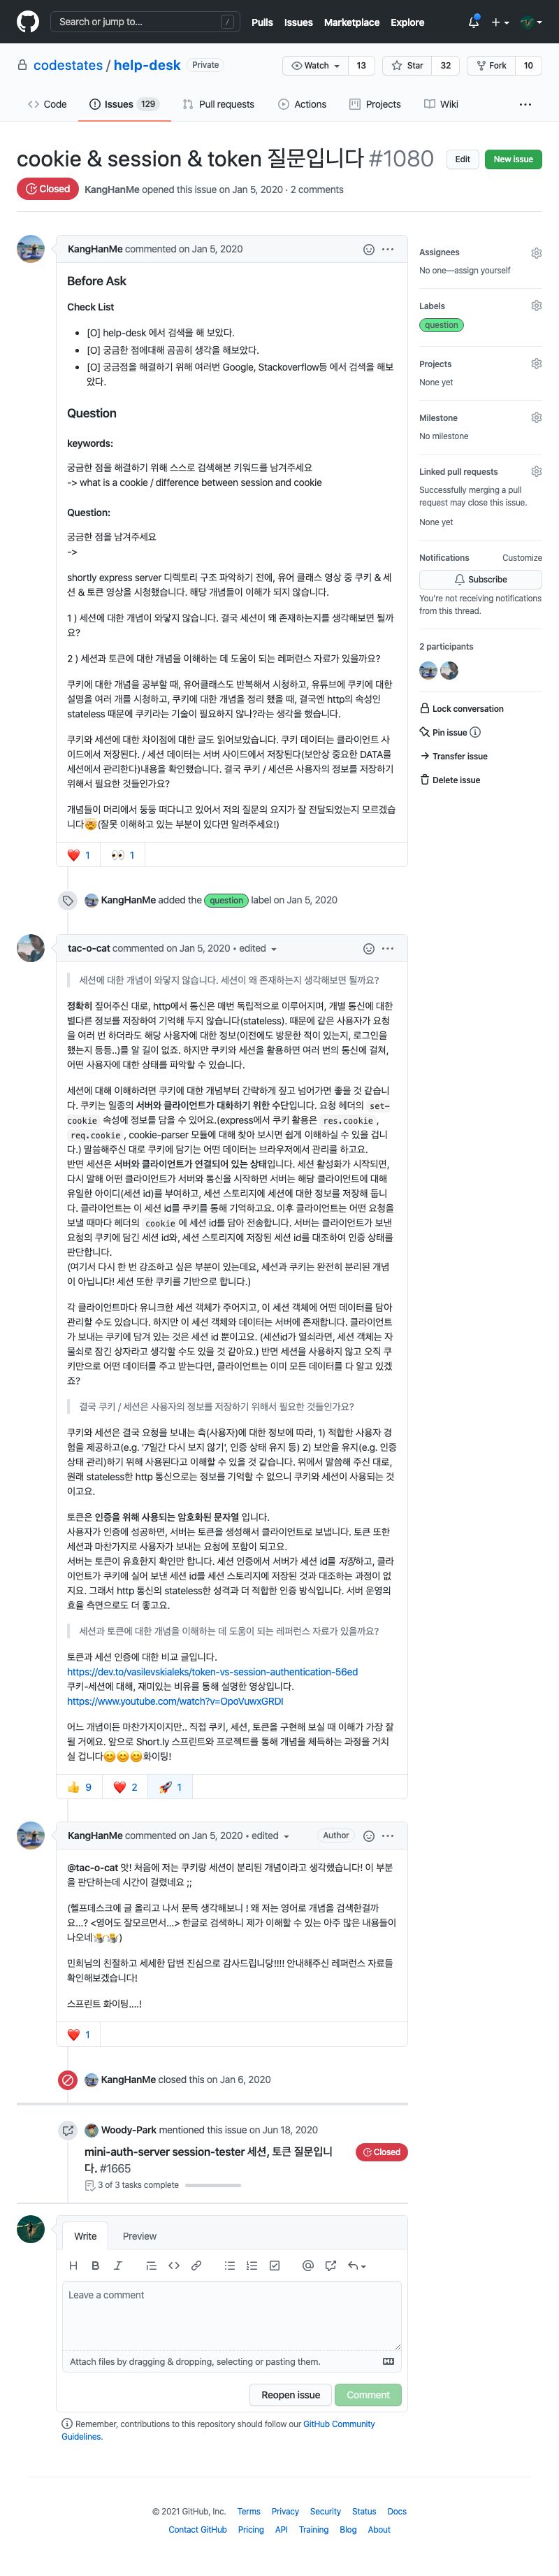 Search or jump to... /
Pulls Issues Marketplace Explore
codestates / help-desk Private
Watch 13 Star 32 Fork 10
Code Issues 129 Pull requests Actions Projects Wiki ...
cookie & session & token 질문입니다 #1080
Edit New issue
Closed KangHanMe opened this issue on Jan 5, 2020 · 2 comments
KangHanMe commented on Jan 5, 2020
Before Ask
Check List
• [O] help-desk 에서 검색을 해 보았다.
• [O] 궁금한 점에대해 곰곰히 생각을 해보았다.
• [O] 궁금점을 해결하기 위해 여러번 Google, Stackoverflow등 에서 검색을 해보
았다.
Question
keywords:
궁금한 점을 해결하기 위해 스스로 검색해본 키워드를 남겨주세요
-> what is a cookie / difference between session and cookie
Question:
궁금한 점을 남겨주세요
->
shortly express server 디렉토리 구조 파악하기 전에, 유어 클래스 영상 중 쿠키 & 세
션 & 토큰 영상을 시청했습니다. 해당 개념들이 이해가 되지 않습니다.
1 ) 세션에 대한 개념이 와닿지 않습니다. 결국 세션이 왜 존재하는지를 생각해보면 될까
요?
2 ) 세션과 토큰에 대한 개념을 이해하는 데 도움이 되는 레퍼런스 자료가 있을까요?
쿠키에 대한 개념을 공부할 때, 유어클래스도 반복해서 시청하고, 유튜브에 쿠키에 대한
설명을 여러 개를 시청하고, 쿠키에 대한 개념을 정리 했을 때, 결국엔 http의 속성인
stateless 때문에 쿠키라는 기술이 필요하지 않나?라는 생각을 했습니다.
쿠키와 세션에 대한 차이점에 대한 글도 읽어보았습니다. 쿠키 데이터는 클라이언트 사
이드에서 저장된다. / 세션 데이터는 서버 사이드에서 저장된다(보안상 중요한 DATA를
세션에서 관리한다)내용을 확인했습니다. 결국 쿠키 / 세션은 사용자의 정보를 저장하기
위해서 필요한 것들인가요?
개념들이 머리에서 둥둥 떠다니고 있어서 저의 질문의 요지가 잘 전달되었는지 모르겠습
니다🤯(잘못 이해하고 있는 부분이 있다면 알려주세요!)
❤️ 1 👀 1
KangHanMe added the question label on Jan 5, 2020
tac-o-cat commented on Jan 5, 2020 • edited
세션에 대한 개념이 와닿지 않습니다. 세션이 왜 존재하는지 생각해보면 될까요?
정확히 짚어주신 대로, http에서 통신은 매번 독립적으로 이루어지며, 개별 통신에 대한
별다른 정보를 저장하여 기억해 두지 않습니다(stateless). 때문에 같은 사용자가 요청
을 여러 번 하더라도 해당 사용자에 대한 정보(이전에도 방문한 적이 있는지, 로그인을
했는지 등등..)를 알 길이 없죠. 하지만 쿠키와 세션을 활용하면 여러 번의 통신에 걸쳐,
어떤 사용자에 대한 상태를 파악할 수 있습니다.
세션에 대해 이해하려면 쿠키에 대한 개념부터 간략하게 짚고 넘어가면 좋을 것 같습니
다. 쿠키는 일종의 서버와 클라이언트가 대화하기 위한 수단입니다. 요청 헤더의 set-
cookie 속성에 정보를 담을 수 있어요.(express에서 쿠키 활용은 res.cookie,
req.cookie, cookie-parser 모듈에 대해 찾아 보시면 쉽게 이해하실 수 있을 겁니
다.) 말씀해주신 대로 쿠키에 담기는 어떤 데이터는 브라우저에서 관리를 하고요.
반면 세션은 서버와 클라이언트가 연결되어 있는 상태입니다. 세션 활성화가 시작되면,
다시 말해 어떤 클라이언트가 서버와 통신을 시작하면 서버는 해당 클라이언트에 대해
유일한 아이디(세션 id)를 부여하고, 세션 스토리지에 세션에 대한 정보를 저장해 둡니
다. 클라이언트는 이 세션 id를 쿠키를 통해 기억하고요. 이후 클라이언트는 어떤 요청을
보낼 때마다 헤더의 cookie 에 세션 id를 담아 전송합니다. 서버는 클라이언트가 보낸
요청의 쿠키에 담긴 세션 id와, 세션 스토리지에 저장된 세션 id를 대조하여 인증 상태를
판단합니다.
(여기서 다시 한 번 강조하고 싶은 부분이 있는데요, 세션과 쿠키는 완전히 분리된 개념
이 아닙니다! 세션 또한 쿠키를 기반으로 합니다.)
각 클라이언트마다 유니크한 세션 객체가 주어지고, 이 세션 객체에 어떤 데이터를 담아
관리할 수도 있습니다. 하지만 이 세션 객체와 데이터는 서버에 존재합니다. 클라이언트
가 보내는 쿠키에 담겨 있는 것은 세션 id 뿐이고요. (세션id가 열쇠라면, 세션 객체는 자
물쇠로 잠긴 상자라고 생각할 수도 있을 것 같아요.) 반면 세션을 사용하지 않고 오직 쿠
키만으로 어떤 데이터를 주고 받는다면, 클라이언트는 이미 모든 데이터를 다 알고 있겠
죠?
결국 쿠키 / 세션은 사용자의 정보를 저장하기 위해서 필요한 것들인가요?
쿠키와 세션은 결국 요청을 보내는 측(사용자)에 대한 정보에 따라, 1) 적합한 사용자 경
험을 제공하고(e.g. '7일간 다시 보지 않기', 인증 상태 유지 등) 2) 보안을 유지(e.g. 인증
상태 관리)하기 위해 사용된다고 이해할 수 있을 것 같습니다. 위에서 말씀해 주신 대로,
원래 stateless한 http 통신으로는 정보를 기억할 수 없으니 쿠키와 세션이 사용되는 것
이고요.
토큰은 인증을 위해 사용되는 암호화된 문자열 입니다.
사용자가 인증에 성공하면, 서버는 토큰을 생성해서 클라이언트로 보냅니다. 토큰 또한
세션과 마찬가지로 사용자가 보내는 요청에 포함이 되고요.
서버는 토큰이 유효한지 확인만 합니다. 세션 인증에서 서버가 세션 id를 저장하고, 클라
이언트가 쿠키에 실어 보낸 세션 id를 세션 스토리지에 저장된 것과 대조하는 과정이 없
지요. 그래서 http 통신의 stateless한 성격과 더 적합한 인증 방식입니다. 서버 운영의
효율 측면으로도 더 좋고요.
세션과 토큰에 대한 개념을 이해하는 데 도움이 되는 레퍼런스 자료가 있을까요?
토큰과 세션 인증에 대한 비교 글입니다.
https://dev.to/vasilevskialeks/token-vs-session-authentication-56ed
쿠키-세션에 대해, 재미있는 비유를 통해 설명한 영상입니다.
https://www.youtube.com/watch?v=OpoVuwxGRDI
어느 개념이든 마찬가지이지만.. 직접 쿠키, 세션, 토큰을 구현해 보실 때 이해가 가장 잘
될 거에요. 앞으로 Short.ly 스프린트와 프로젝트를 통해 개념을 체득하는 과정을 거치
실 겁니다😊😊😊화이팅!
👍 9 ❤️ 2 🚀 1
KangHanMe commented on Jan 5, 2020 • edited Author
@tac-o-cat 앗! 처음에 저는 쿠키랑 세션이 분리된 개념이라고 생각했습니다! 이 부분
을 판단하는데 시간이 걸렸네요 ;;
(헬프데스크에 글 올리고 나서 문득 생각해보니 ! 왜 저는 영어로 개념을 검색한걸까
요...? <영어도 잘모르면서...> 한글로 검색하니 제가 이해할 수 있는 아주 많은 내용들이
나오네)
민희님의 친절하고 세세한 답변 진심으로 감사드립니당!!!! 안내해주신 레퍼런스 자료들
확인해보겠습니다!
스프린트 화이팅....!
❤️ 1
KangHanMe closed this on Jan 6, 2020
Woody-Park mentioned this issue on Jun 18, 2020
mini-auth-server session-tester 세션, 토큰 질문입니
다. #1665
Closed
3 of 3 tasks complete
Write Preview
Leave a comment
Attach files by dragging & dropping, selecting or pasting them.
Reopen issue Comment
Remember, contributions to this repository should follow our GitHub Community
Guidelines.
Assignees
No one—assign yourself
Labels
question
Projects
None yet
Milestone
No milestone
Linked pull requests
Successfully merging a pull
request may close this issue.
None yet
Notifications Customize
Subscribe
You're not receiving notifications
from this thread.
2 participants
Lock conversation
Pin issue
Transfer issue
Delete issue
© 2021 GitHub, Inc. Terms Privacy Security Status Docs
Contact GitHub Pricing API Training Blog About